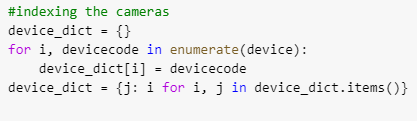 #indexing the cameras
device_dict = {}
for i, devicecode in enumerate(device):
    device_dict[i] = devicecode
device_dict = {j: i for i, j in device_dict.items()}